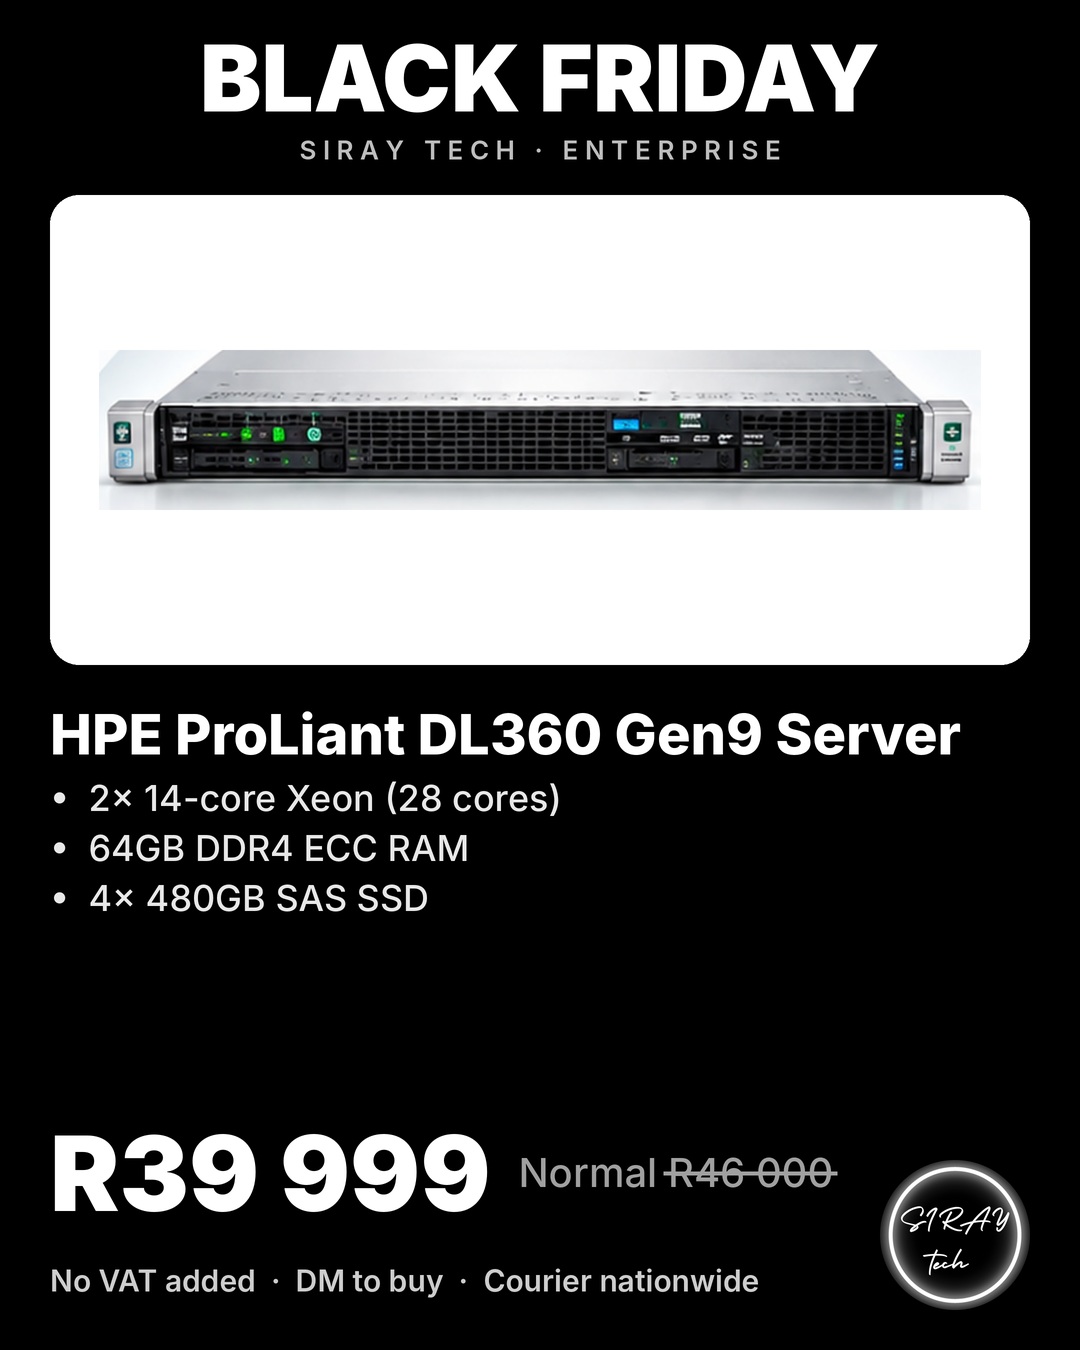 BLACK FRIDAY
SIRAY TECH · ENTERPRISE
HPE ProLiant DL360 Gen9 Server
• 2× 14-core Xeon (28 cores)
• 64GB DDR4 ECC RAM
• 4× 480GB SAS SSD
R39 999 Normal R46 000
No VAT added · DM to buy · Courier nationwide
SIRAY
tech